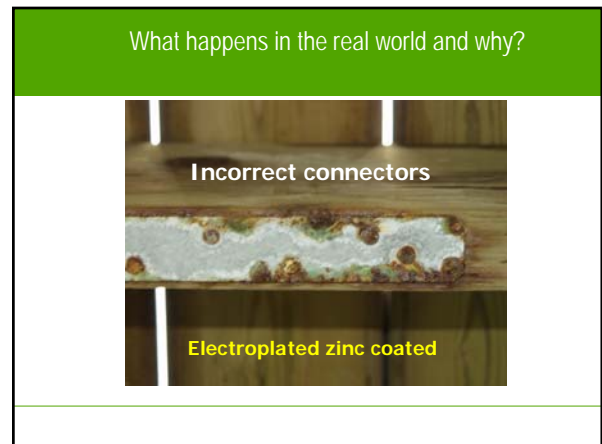 What happens in the real world and why?
Incorrect connectors
Electroplated zinc coated